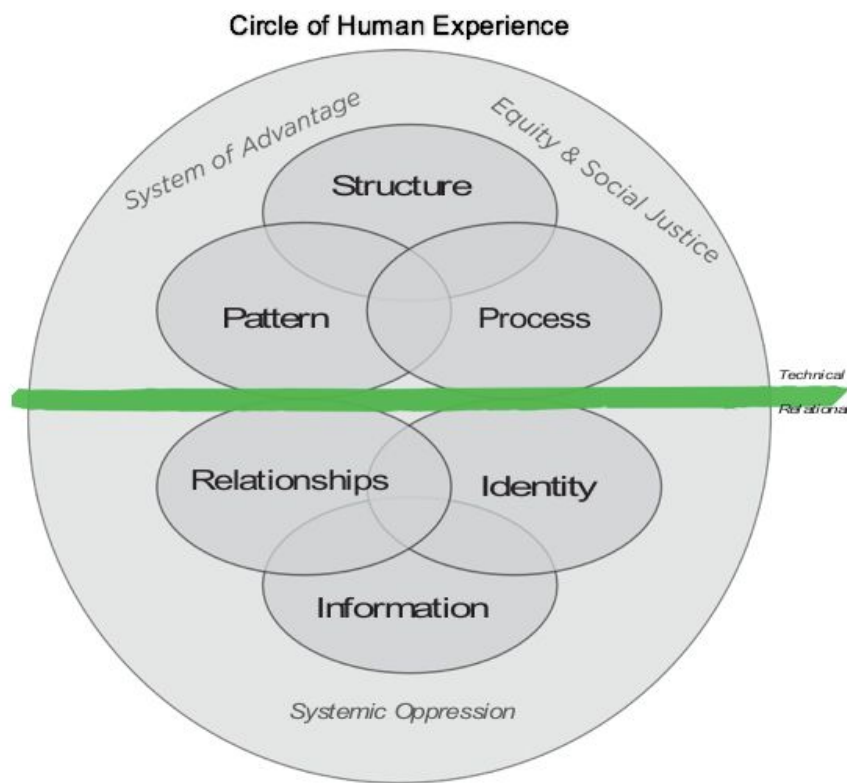 Circle of Human Experience
System of Advantage
Equity & Social Justice
Structure
Pattern
Process
Technical
Relational
Relationships
Identity
Information
Systemic Oppression